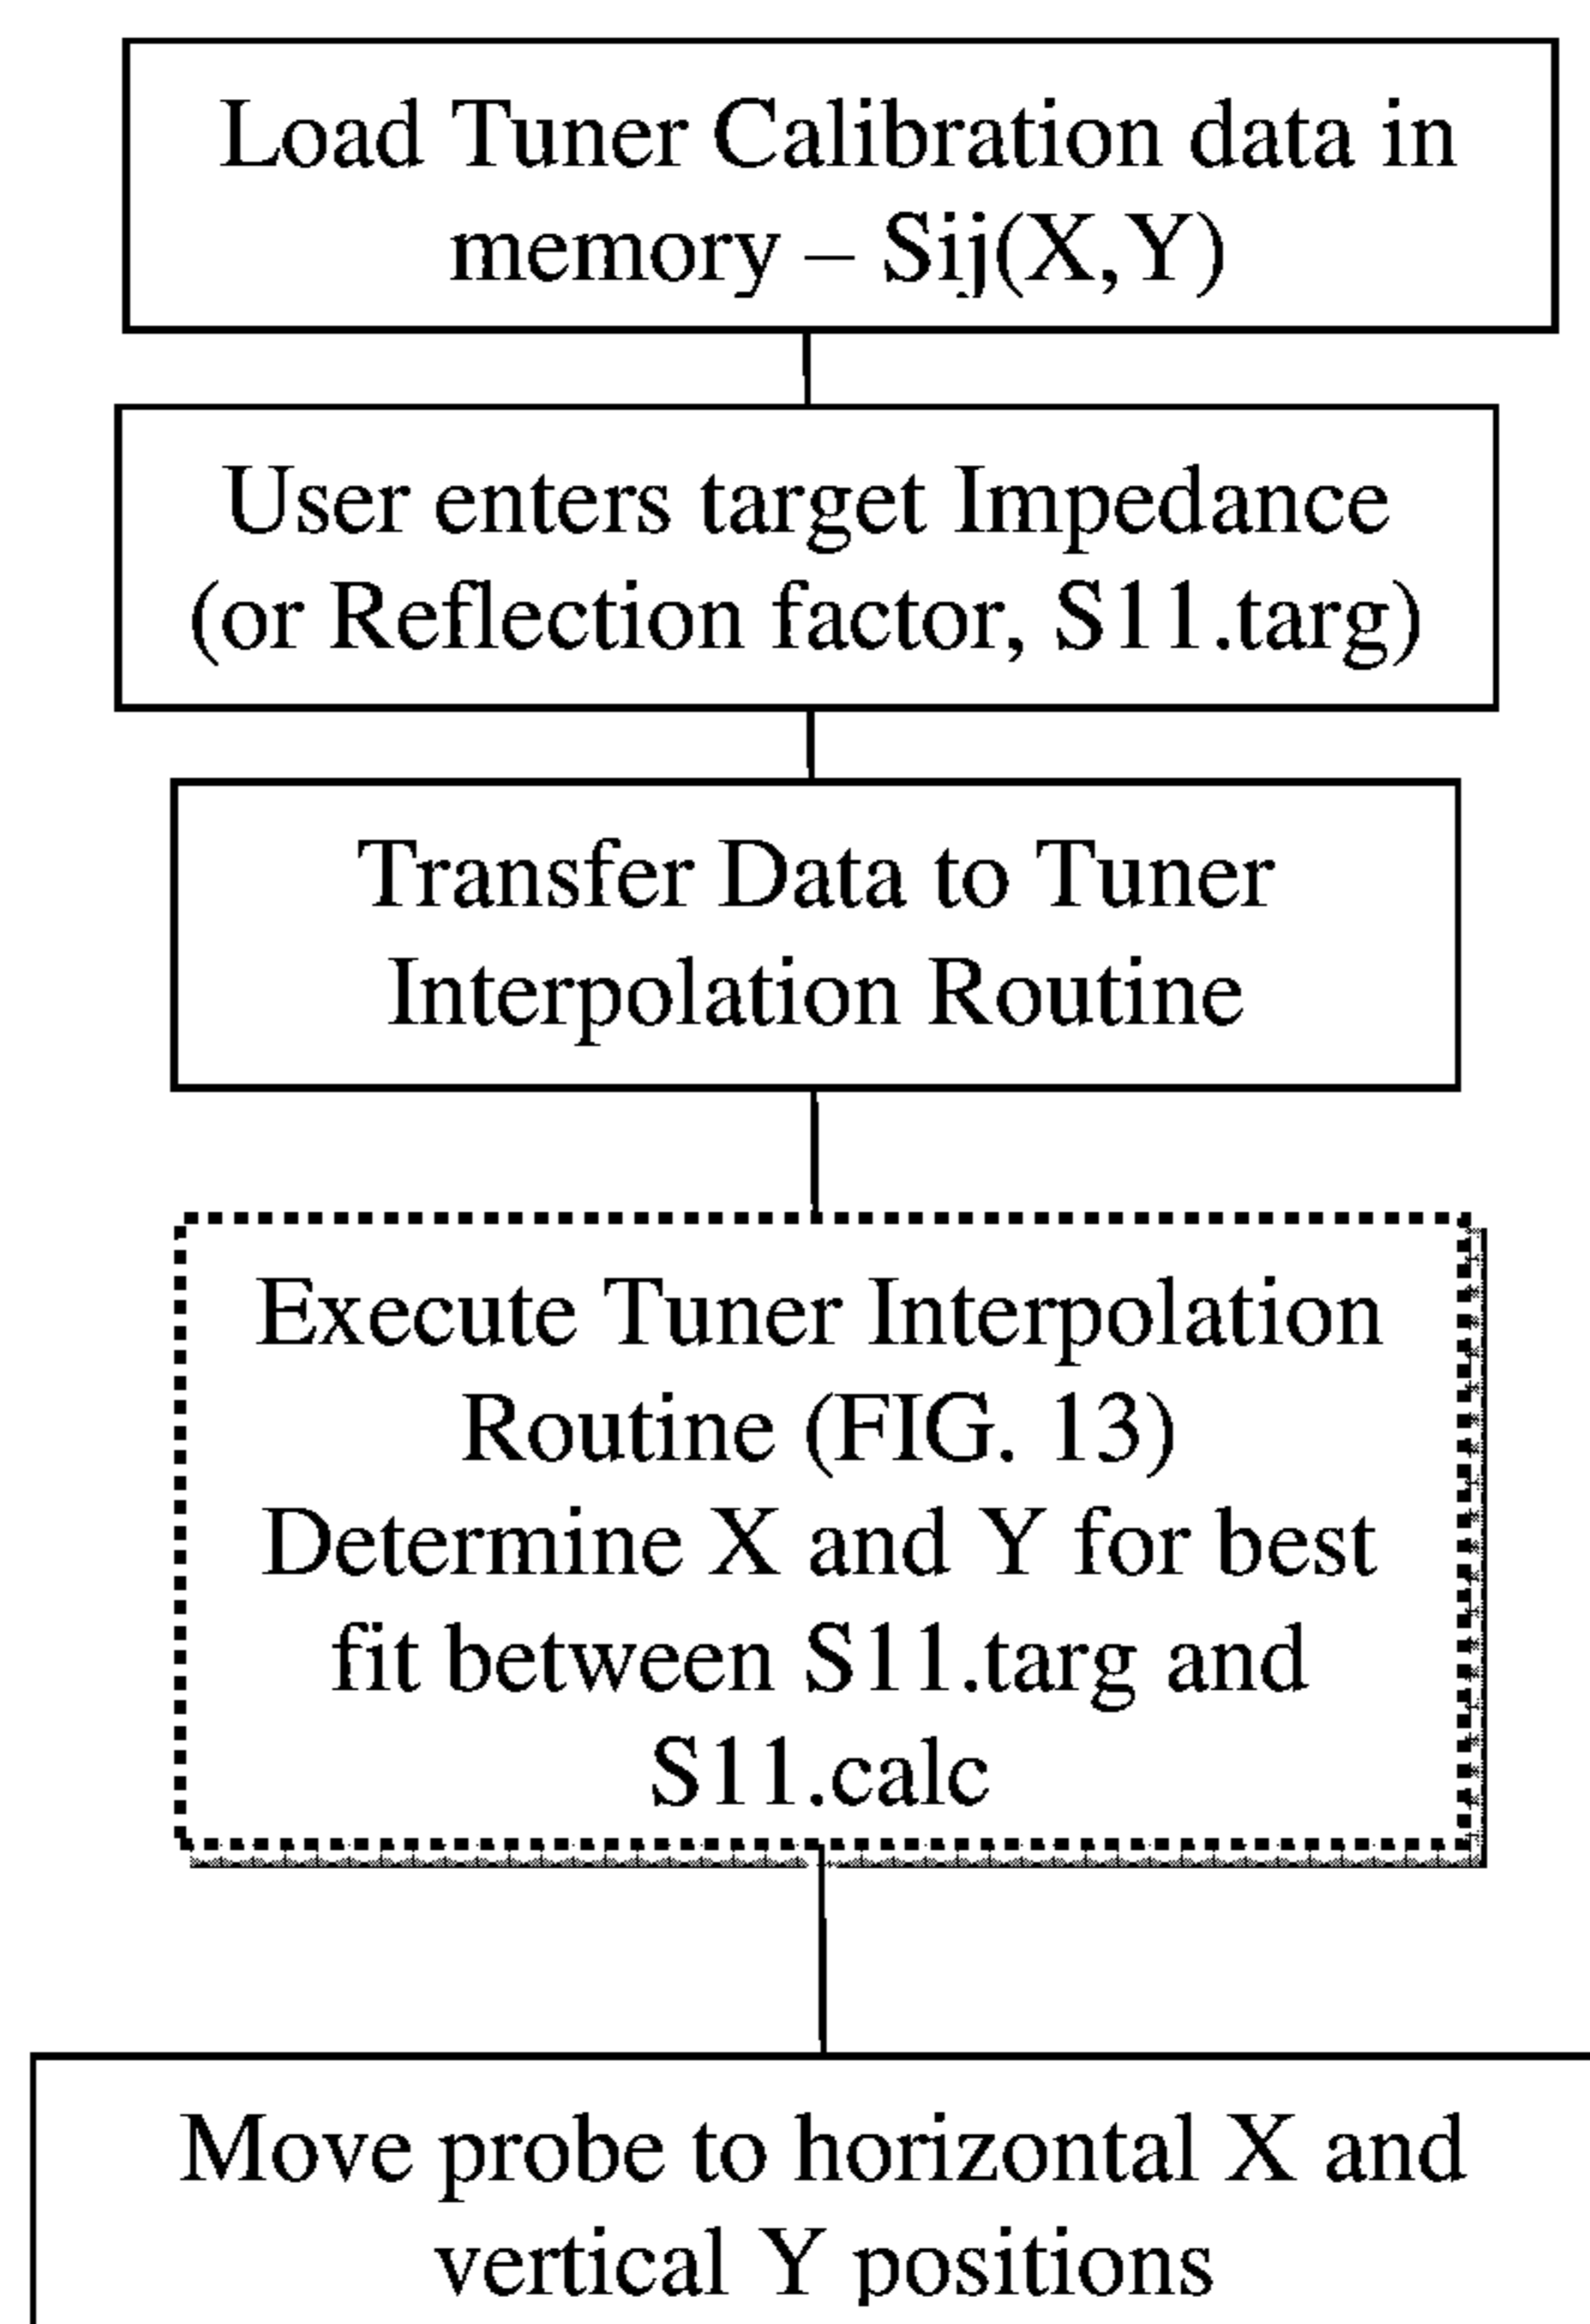 Load Tuner Calibration data in
memory – Sij(X,Y)
User enters target Impedance
(or Reflection factor, S11.targ)
Transfer Data to Tuner
Interpolation Routine
Execute Tuner Interpolation
Routine (FIG. 13)
Determine X and Y for best
fit between S11.targ and
S11.calc
Move probe to horizontal X and
vertical Y positions